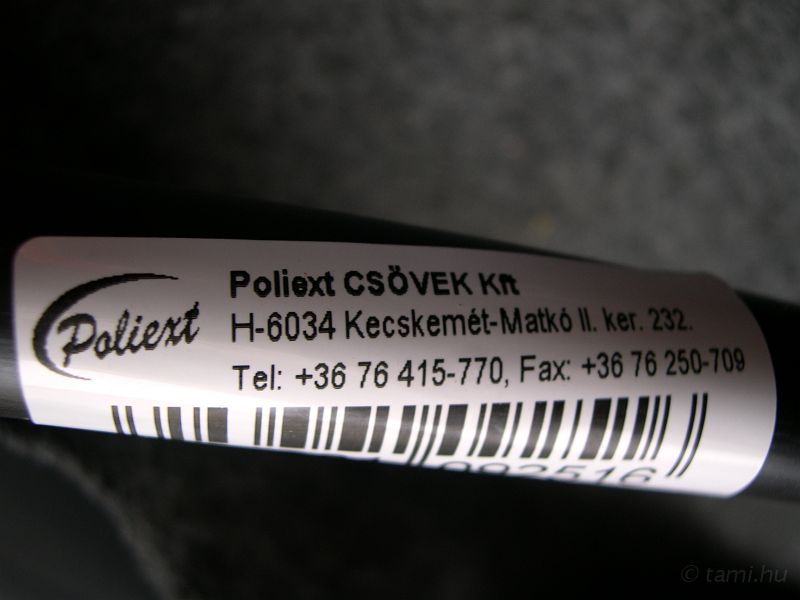 Poliext
Poliext CSÖVEK Kft
H-6034 Kecskemét-Matkó II. ker. 232.
Tel: +36 76 415-770, Fax: +36 76 250-709
092516
© tami.hu